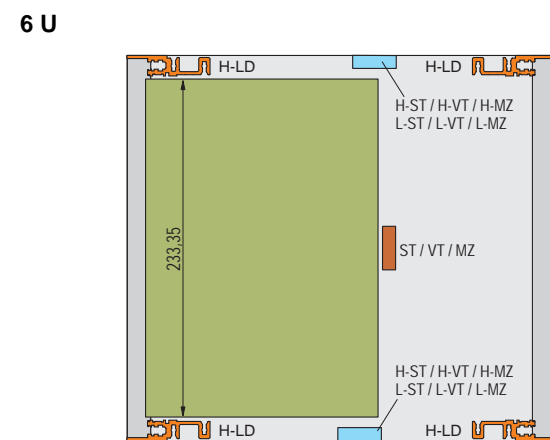 6 U
H-LD
H-LD
H-ST / H-VT / H-MZ
L-ST / L-VT / L-MZ
233,35
ST / VT / MZ
H-ST / H-VT / H-MZ
L-ST / L-VT / L-MZ
H-LD
H-LD